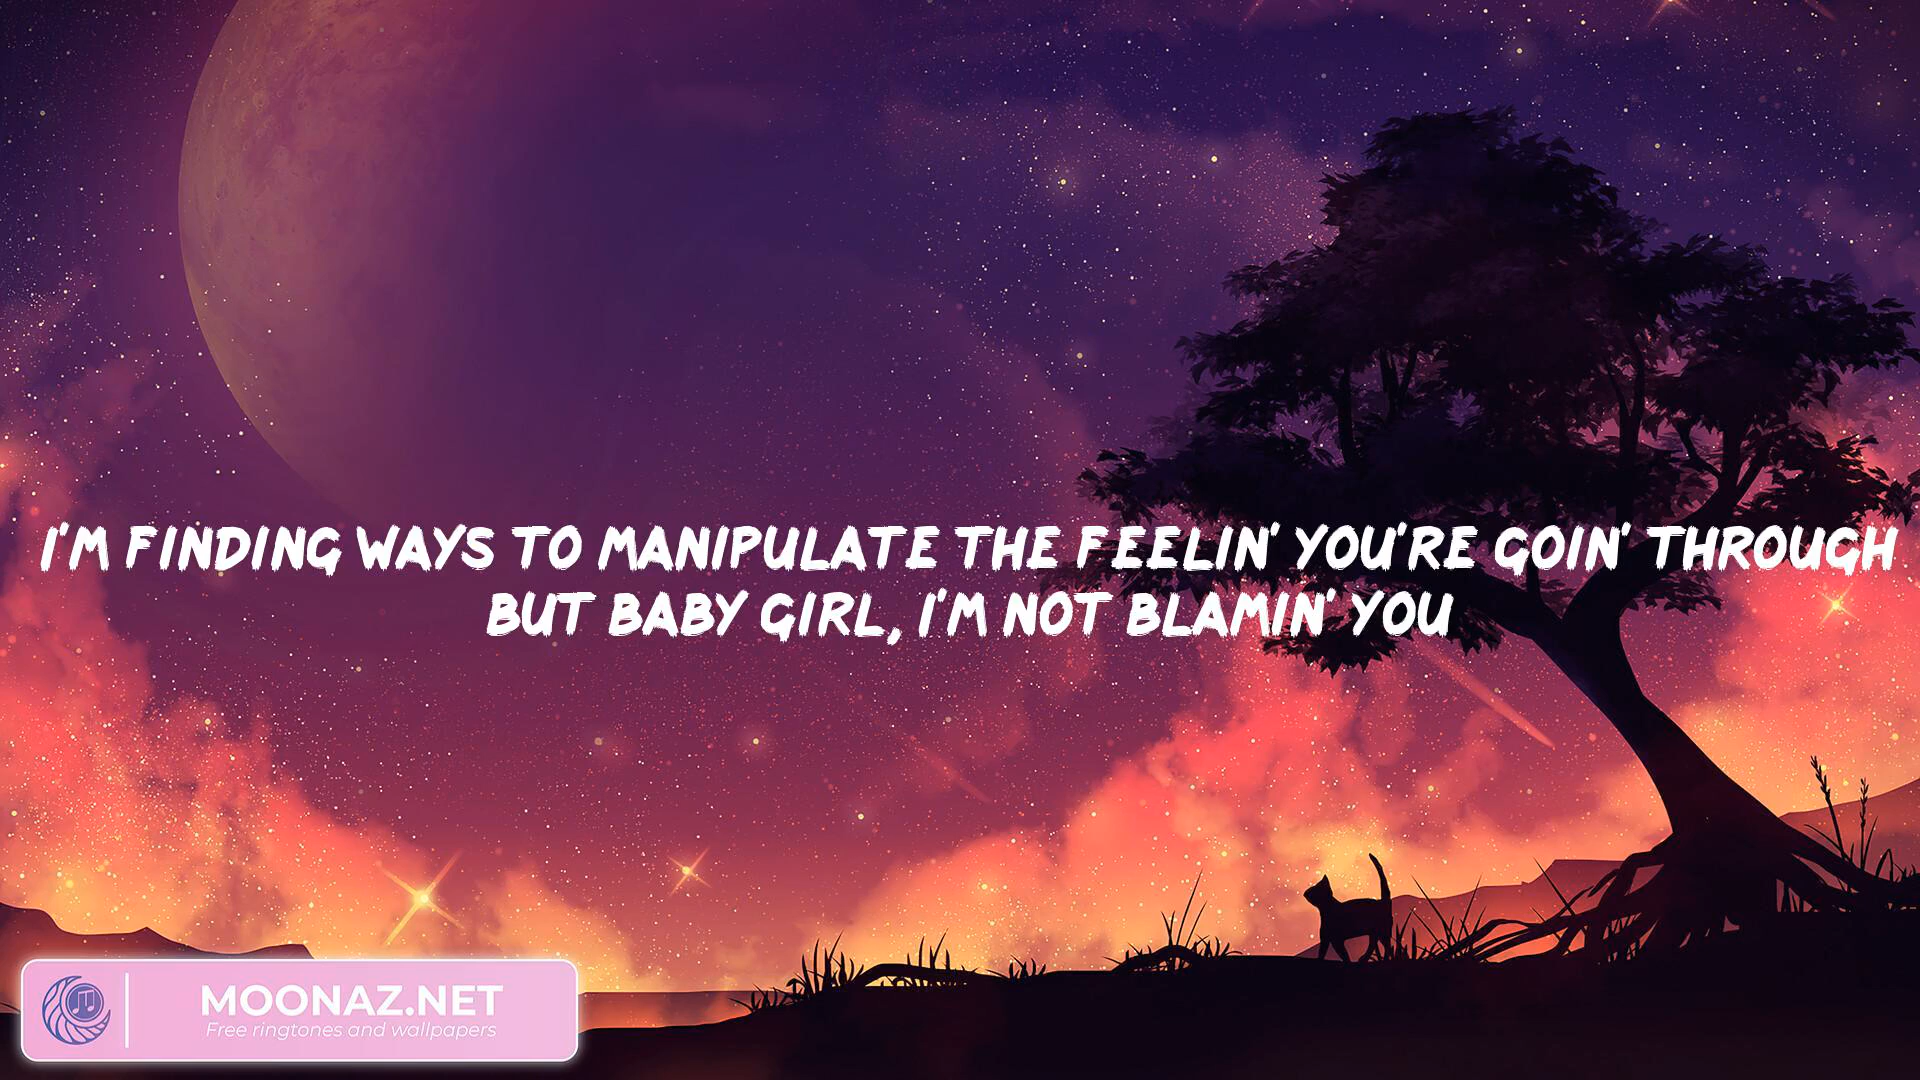 I'M FINDING WAYS TO MANIPULATE THE FEELIN' YOU'RE GOIN' THROUGH
BUT BABY GIRL, I'M NOT BLAMIN' YOU
MOONAZ.NET
Free ringtones and wallpapers